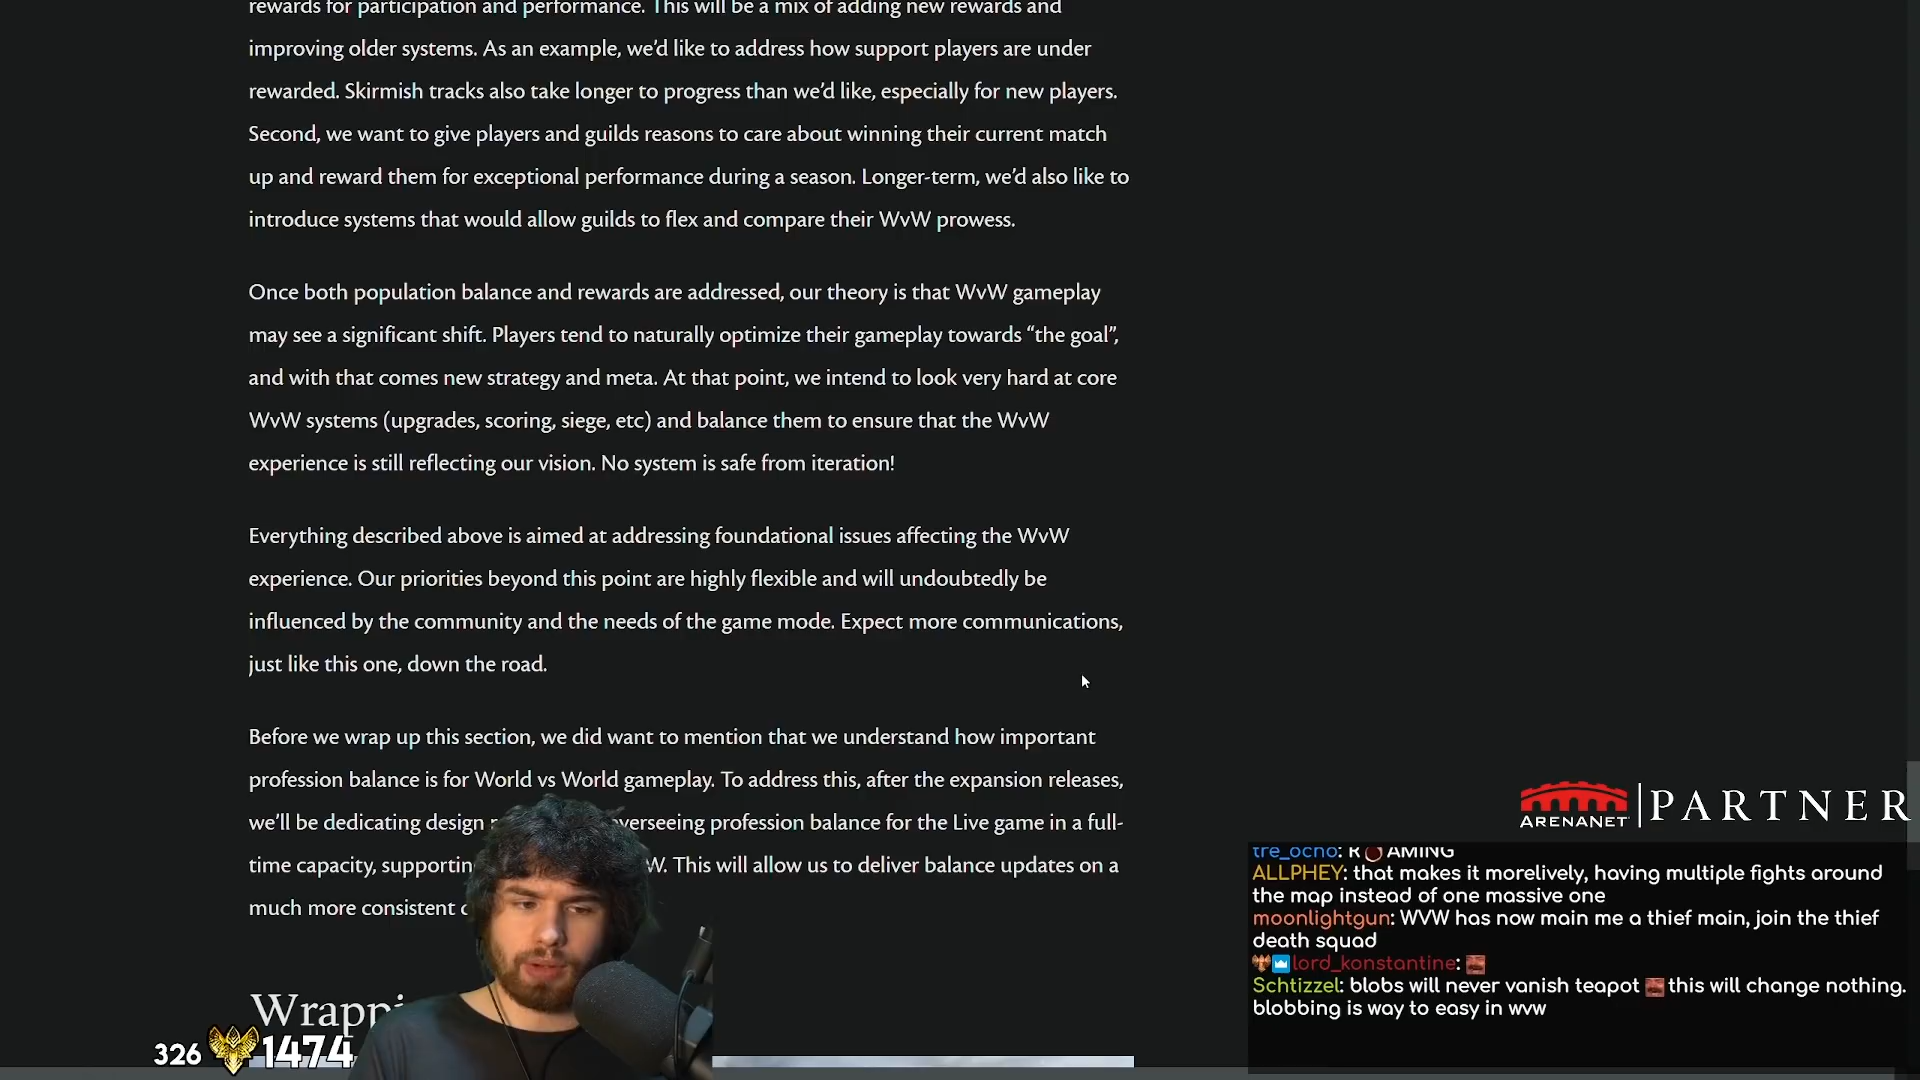 rewards for participation and performance. This will be a mix of adding new rewards and
improving older systems. As an example, we'd like to address how support players are under
rewarded. Skirmish tracks also take longer to progress than we'd like, especially for new players.
Second, we want to give players and guilds reasons to care about winning their current match
up and reward them for exceptional performance during a season. Longer-term, we'd also like to
introduce systems that would allow guilds to flex and compare their WvW prowess.
Once both population balance and rewards are addressed, our theory is that WvW gameplay
may see a significant shift. Players tend to naturally optimize their gameplay towards “the goal”,
and with that comes new strategy and meta. At that point, we intend to look very hard at core
WvW systems (upgrades, scoring, siege, etc) and balance them to ensure that the WvW
experience is still reflecting our vision. No system is safe from iteration!
Everything described above is aimed at addressing foundational issues affecting the WvW
experience. Our priorities beyond this point are highly flexible and will undoubtedly be
influenced by the community and the needs of the game mode. Expect more communications,
just like this one, down the road.
Before we wrap up this section, we did want to mention that we understand how important
profession balance is for World vs World gameplay. To address this, after the expansion releases,
we'll be dedicating design verseeing profession balance for the Live game in a full-
time capacity, supportin W. This will allow us to deliver balance updates on a
much more consistent
Wrappi
326 1474
ARENANET PARTNER
tre_ocho: R AMING
ALLPHEY: that makes it morelively, having multiple fights around
the map instead of one massive one
moonlightgun: WVW has now main me a thief main, join the thief
death squad
lord_konstantine:
Schtizzel: blobs will never vanish teapot this will change nothing.
blobbing is way to easy in wvw